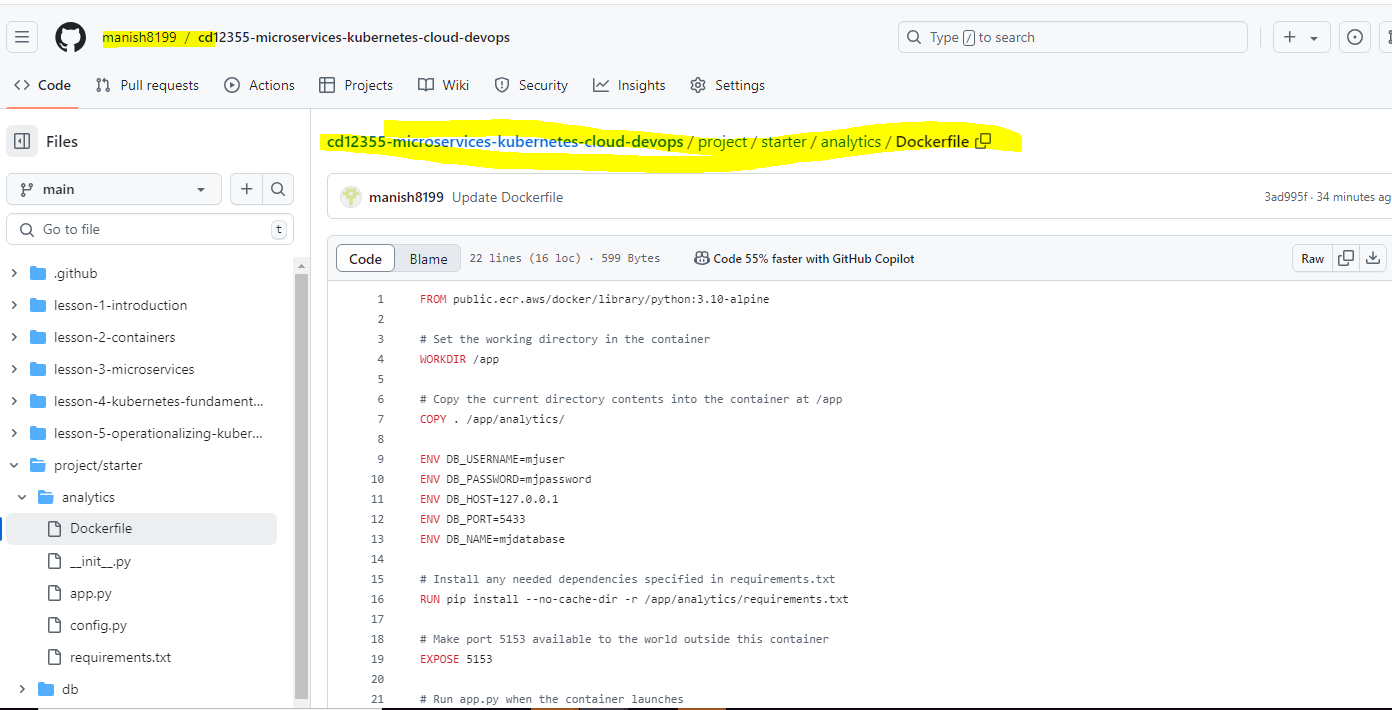 manish8199 / cd12355-microservices-kubernetes-cloud-devops
Type / to search
Code Pull requests Actions Projects Wiki Security Insights Settings
Files
main
Go to file
t
.github
lesson-1-introduction
lesson-2-containers
lesson-3-microservices
lesson-4-kubernetes-fundament...
lesson-5-operationalizing-kuber...
project/starter
analytics
Dockerfile
__init__.py
app.py
config.py
requirements.txt
db
cd12355-microservices-kubernetes-cloud-devops / project / starter / analytics / Dockerfile
manish8199 Update Dockerfile
3ad995f · 34 minutes ag
Code Blame 22 lines (16 loc) · 599 Bytes Code 55% faster with GitHub Copilot
Raw
1 FROM public.ecr.aws/docker/library/python:3.10-alpine
2
3 # Set the working directory in the container
4 WORKDIR /app
5
6 # Copy the current directory contents into the container at /app
7 COPY . /app/analytics/
8
9 ENV DB_USERNAME=mjuser
10 ENV DB_PASSWORD=mjpassword
11 ENV DB_HOST=127.0.0.1
12 ENV DB_PORT=5433
13 ENV DB_NAME=mjdatabase
14
15 # Install any needed dependencies specified in requirements.txt
16 RUN pip install --no-cache-dir -r /app/analytics/requirements.txt
17
18 # Make port 5153 available to the world outside this container
19 EXPOSE 5153
20
21 # Run app.py when the container launches